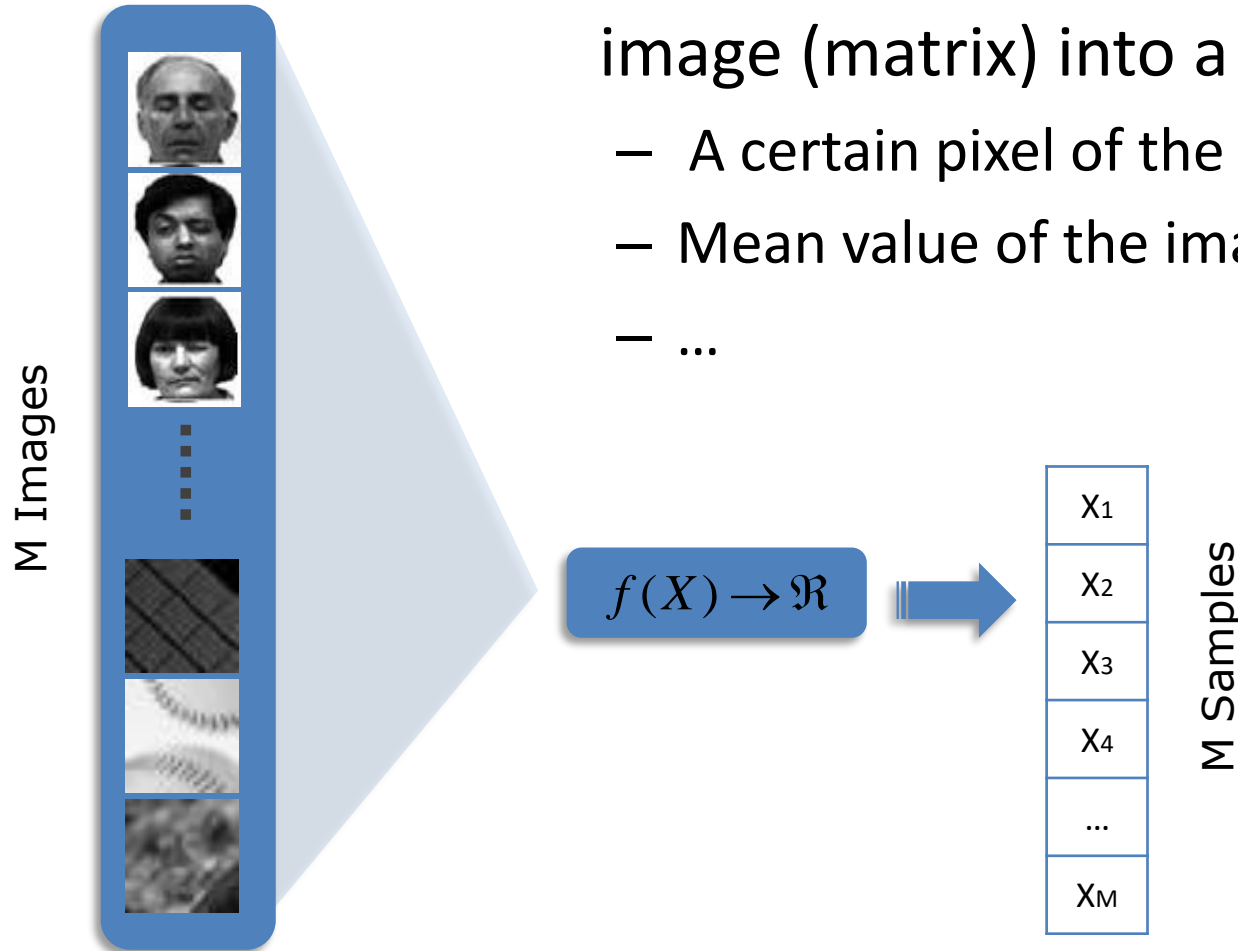 image (matrix) into a
– A certain pixel of the
– Mean value of the ima
– ...
M Images
f(X) → ℜ
X1
X2
X3
X4
...
XM
M Samples